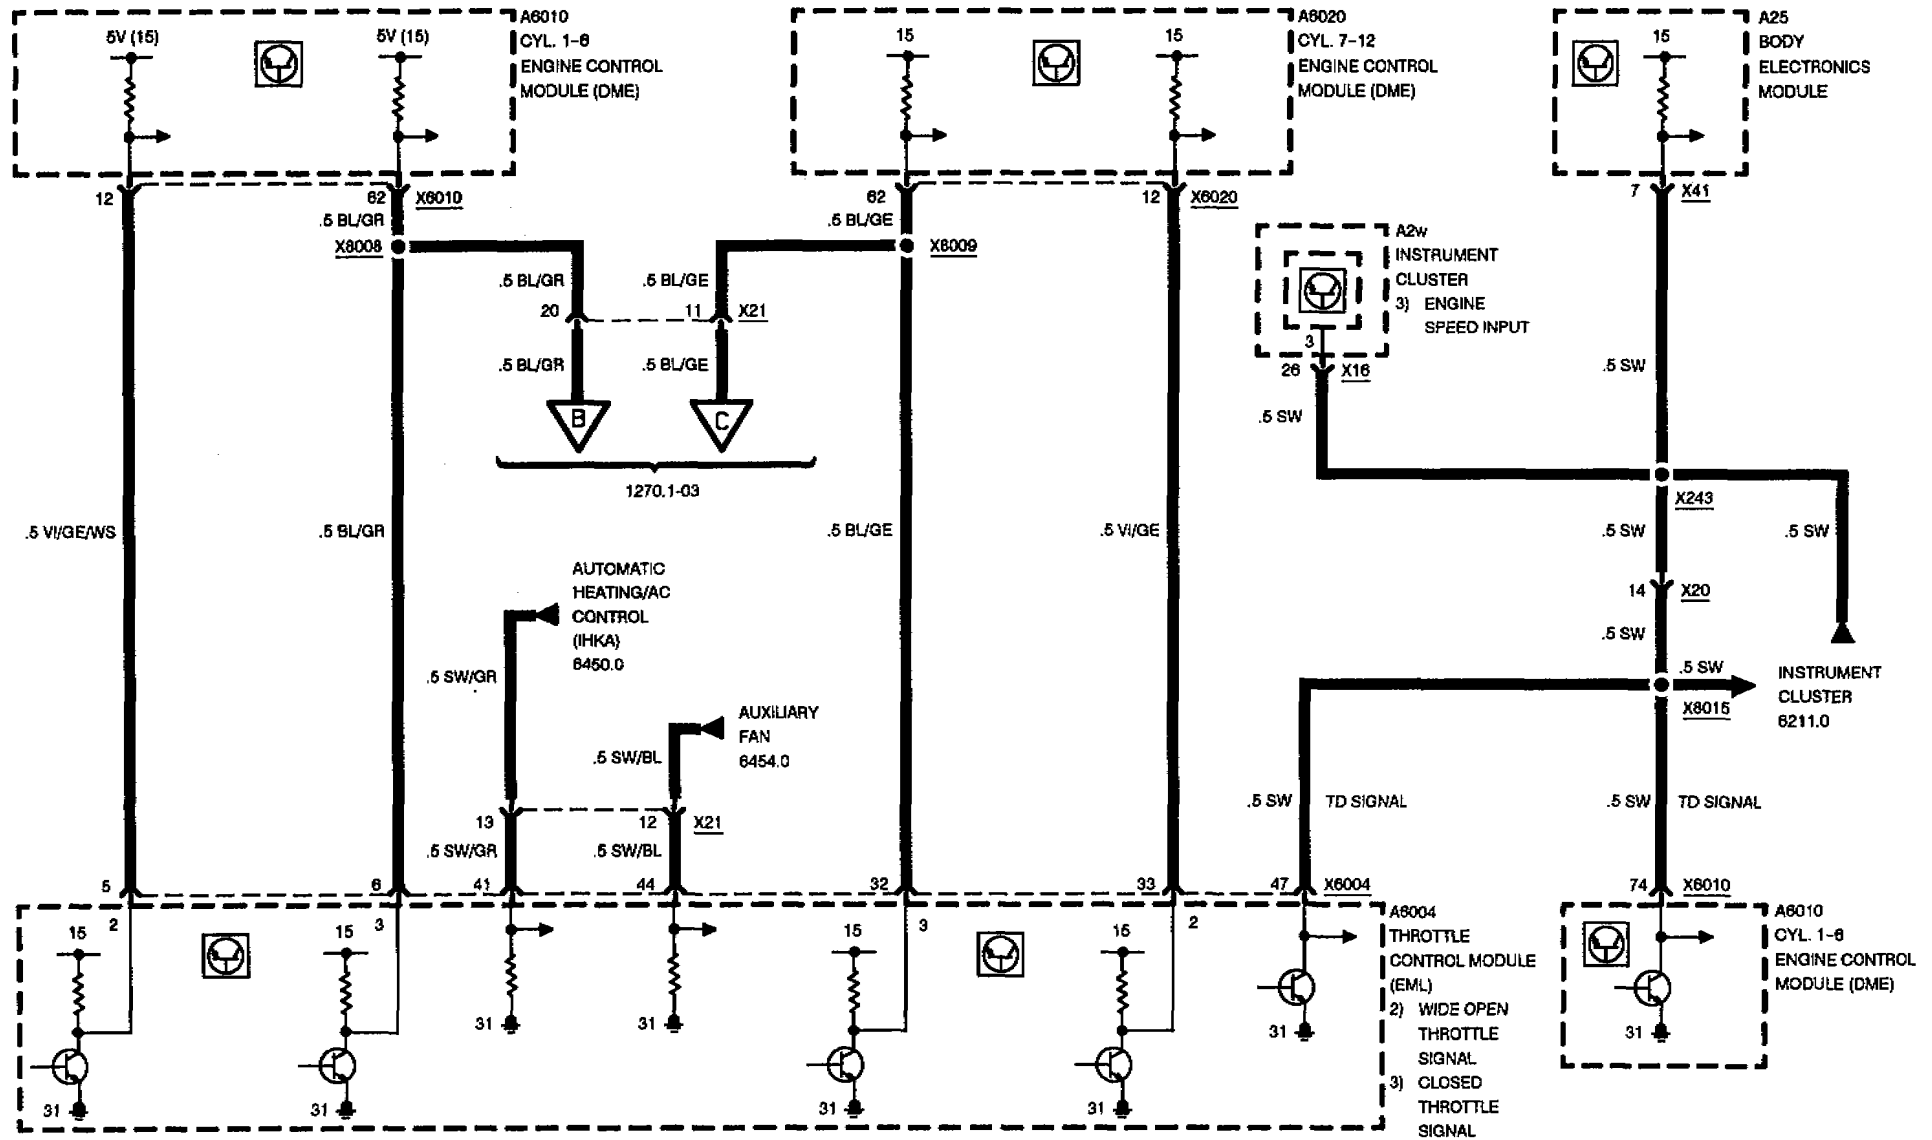 5V (15)
5V (15)
A6010
CYL. 1-6
ENGINE CONTROL
MODULE (DME)
15
15
A6020
CYL. 7-12
ENGINE CONTROL
MODULE (DME)
15
A25
BODY
ELECTRONICS
MODULE
12
62
X6010
62
12
X6020
7
X41
.5 BL/GR
.5 BL/GE
X6008
X6009
A2w
INSTRUMENT
CLUSTER
3) ENGINE
SPEED INPUT
3
.5 BL/GR
.5 BL/GE
20
11
X21
.5 BL/GR
.5 BL/GE
26
X16
.5 SW
.5 SW
B
C
1270.1-03
X243
.5 VI/GE/WS
.5 BL/GR
.5 BL/GE
.5 VI/GE
.5 SW
.5 SW
14
X20
.5 SW
AUTOMATIC
HEATING/AC
CONTROL
(IHKA)
6450.0
.5 SW/GR
.5 SW
X6015
INSTRUMENT
CLUSTER
6211.0
AUXILIARY
FAN
6454.0
.5 SW/BL
.5 SW
TD SIGNAL
.5 SW
TD SIGNAL
13
12
X21
.5 SW/GR
.5 SW/BL
5
6
41
44
32
33
47
X6004
74
X6010
2
3
3
2
15
15
15
15
A6004
THROTTLE
CONTROL MODULE
(EML)
2) WIDE OPEN
THROTTLE
SIGNAL
3) CLOSED
THROTTLE
SIGNAL
A6010
CYL. 1-6
ENGINE CONTROL
MODULE (DME)
31
31
31
31
31
31
31
31